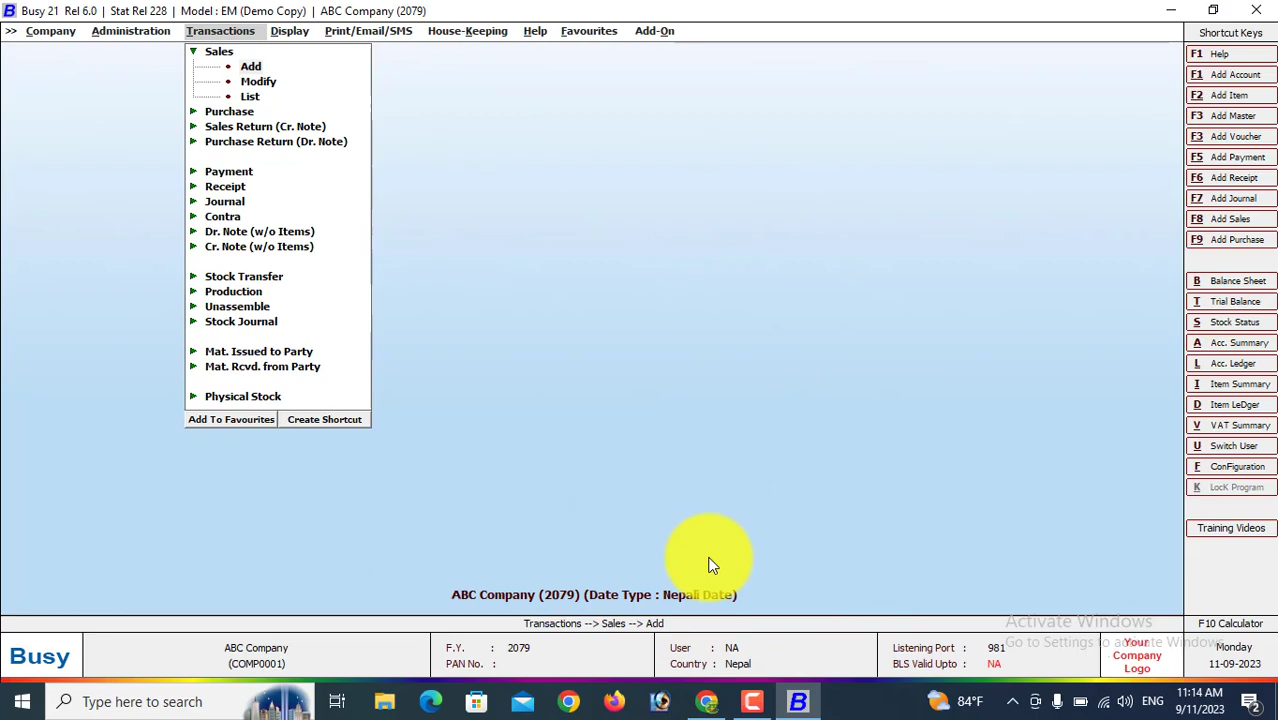 Busy 21 Rel 6.0 | Stat Rel 228 | Model : EM (Demo Copy) | ABC Company (2079)
>> Company Administration Transactions Display Print/Email/SMS House-Keeping Help Favourites Add-On
Sales
Add
Modify
List
Purchase
Sales Return (Cr. Note)
Purchase Return (Dr. Note)
Payment
Receipt
Journal
Contra
Dr. Note (w/o Items)
Cr. Note (w/o Items)
Stock Transfer
Production
Unassemble
Stock Journal
Mat. Issued to Party
Mat. Rcvd. from Party
Physical Stock
Add To Favourites Create Shortcut
Shortcut Keys
F1 Help
F1 Add Account
F2 Add Item
F3 Add Master
F3 Add Voucher
F5 Add Payment
F6 Add Receipt
F7 Add Journal
F8 Add Sales
F9 Add Purchase
B Balance Sheet
T Trial Balance
S Stock Status
A Acc. Summary
L Acc. Ledger
I Item Summary
D Item LeDger
V VAT Summary
U Switch User
F ConFiguration
K LocK Program
Training Videos
ABC Company (2079) (Date Type : Nepali Date)
Transactions --> Sales --> Add
F10 Calculator
Activate Windows
Go to Settings to activate Windows.
Busy
ABC Company
(COMP0001)
F.Y. : 2079
PAN No. :
User : NA
Country : Nepal
Listening Port : 981
BLS Valid Upto : NA
Your
Company
Logo
Monday
11-09-2023
Type here to search
84°F
ENG
11:14 AM
9/11/2023
2